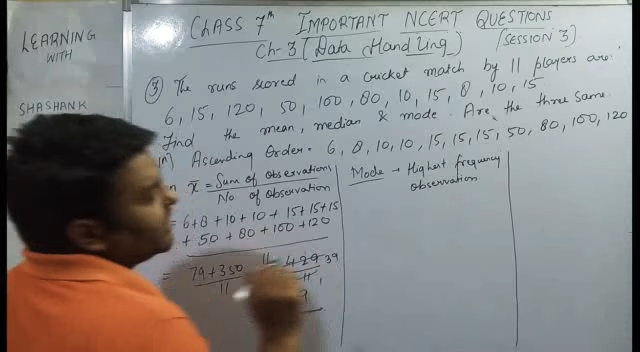 LEARNING
WITH
SHASHANK
CLASS 7th IMPORTANT NCERT QUESTIONS
Ch-3 (Data Handling) (SESSION 3)
③ The runs scored in a cricket match by 11 players are:
6, 15, 120, 50, 100, 80, 10, 15, 8, 10, 15
Find the mean, median & mode. Are the three same.
Ascending Order: 6, 8, 10, 10, 15, 15, 15, 50, 80, 100, 120
x̄ = Sum of Observations
No. of observation
= 6+8+10+10+15+15+15
+50+80+100+120
= 79+350 429 39
11 11 1
Mode → Highest frequency
observation